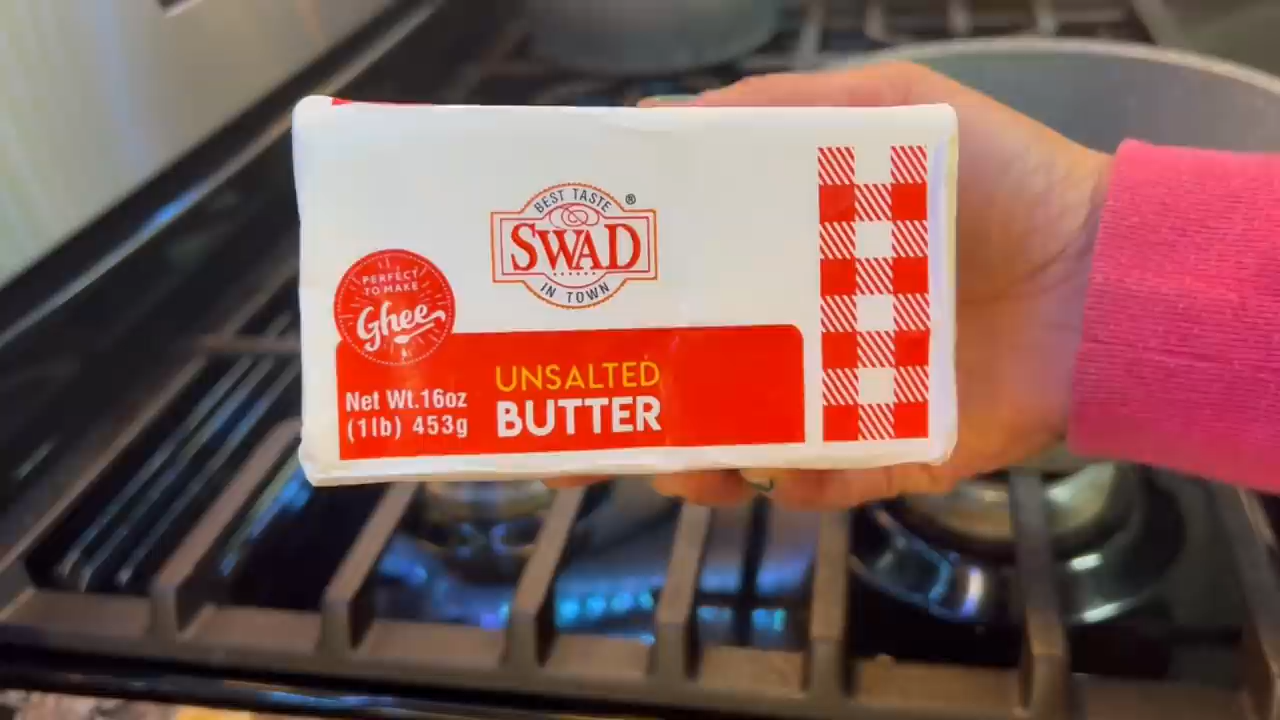 BEST TASTE ®
SWAD
IN TOWN
PERFECT
TO MAKE
Ghee
Net Wt.16oz
(1lb) 453g
UNSALTED
BUTTER